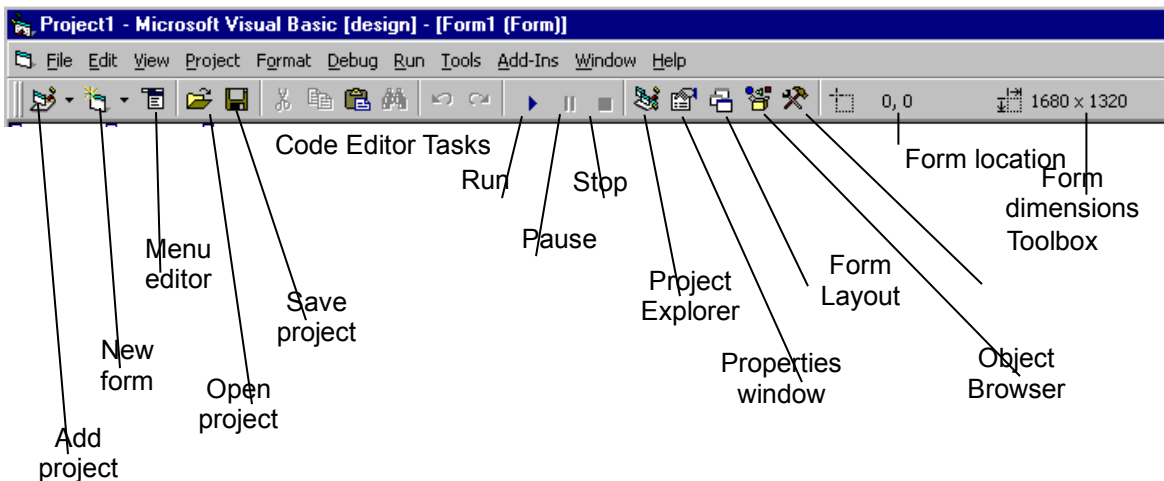 Project1 - Microsoft Visual Basic [design] - [Form1 (Form)]
File Edit View Project Format Debug Run Tools Add-Ins Window Help
0, 0
1680 x 1320
Code Editor Tasks
Run
Stop
Pause
Form location
Form
dimensions
Toolbox
Menu
editor
Save
project
New
form
Open
project
Add
project
Project
Explorer
Form
Layout
Properties
window
Object
Browser